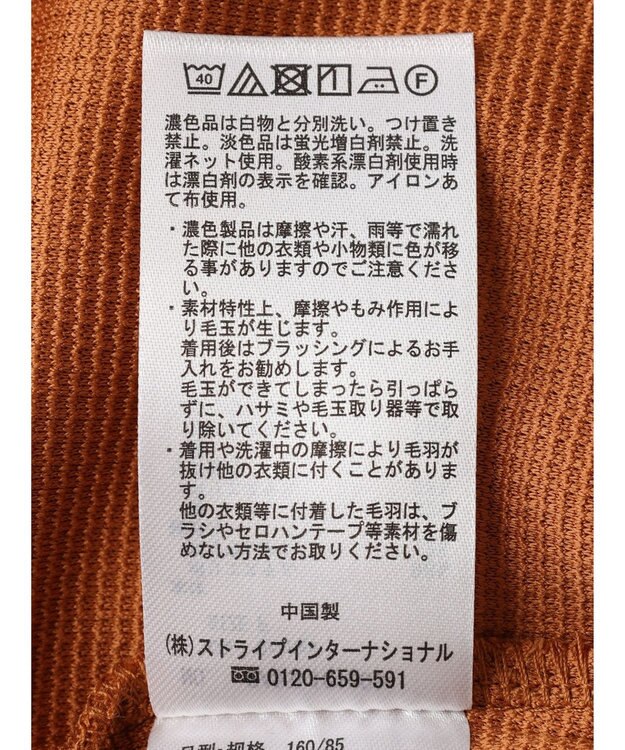 40 F
濃色品は白物と分別洗い。つけ置き
禁止。淡色品は蛍光増白剤禁止。洗
濯ネット使用。酸素系漂白剤使用時
は漂白剤の表示を確認。アイロンあ
て布使用。
・濃色製品は摩擦や汗、雨等で濡れ
た際に他の衣類や小物類に色が移
る事がありますのでご注意くださ
い。
・素材特性上、摩擦やもみ作用によ
り毛玉が生じます。
着用後はブラッシングによるお手
入れをお勧めします。
毛玉ができてしまったら引っぱら
ずに、ハサミや毛玉取り器等で取
り除いてください。
・着用や洗濯中の摩擦により毛羽が
抜け他の衣類に付くことがありま
す。
他の衣類等に付着した毛羽は、ブ
ラシやセロハンテープ等素材を傷
めない方法でお取りください。
中国製
(株)ストライプインターナショナル
0120-659-591
号型·规格 160/85